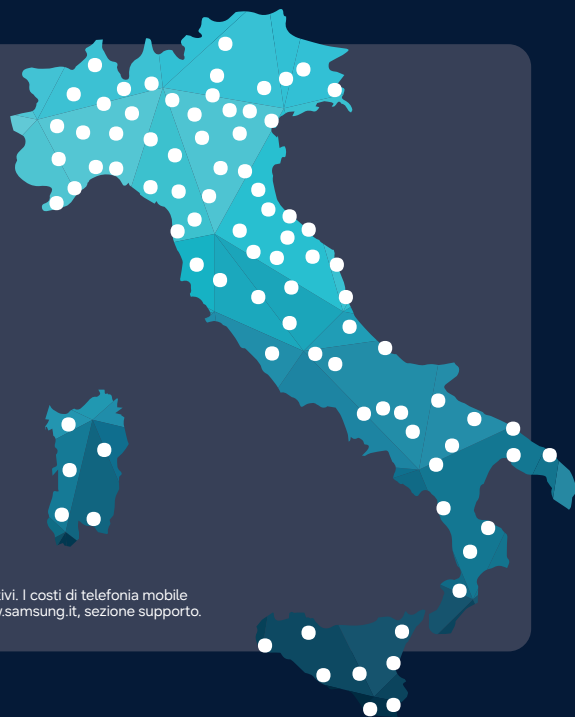 ivi. I costi di telefonia mobile
.samsung.it, sezione supporto.